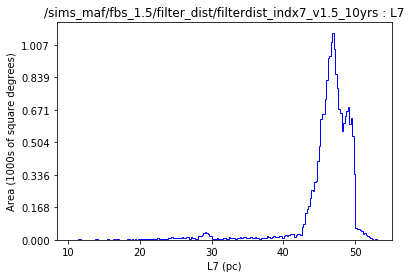 /sims_maf/fbs_1.5/filter_dist/filterdist_indx7_v1.5_10yrs : L7
1.007
0.839
0.671
0.504
0.336
0.168
0.000
Area (1000s of square degrees)
10 20 30 40 50
L7 (pc)